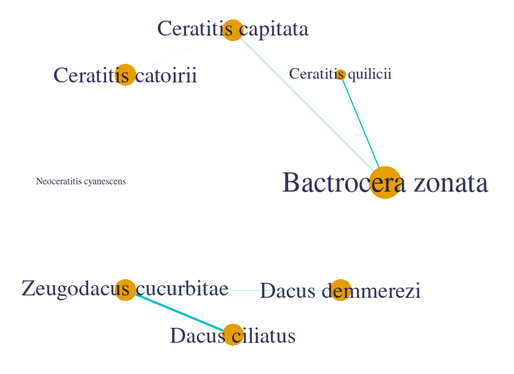 Ceratitis capitata
Ceratitis catoirii
Ceratitis quilicii
Neoceratitis cyanescens
Bactrocera zonata
Zeugodacus cucurbitae
Dacus demmerezi
Dacus ciliatus